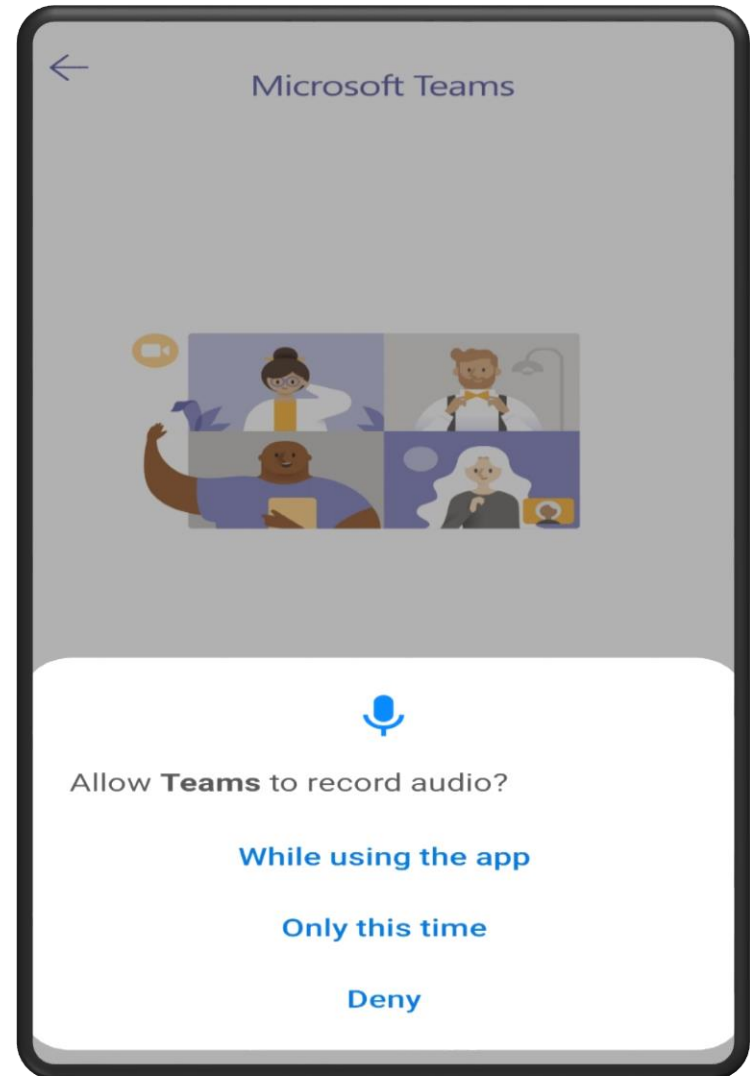 Microsoft Teams
Allow Teams to record audio?
While using the app
Only this time
Deny